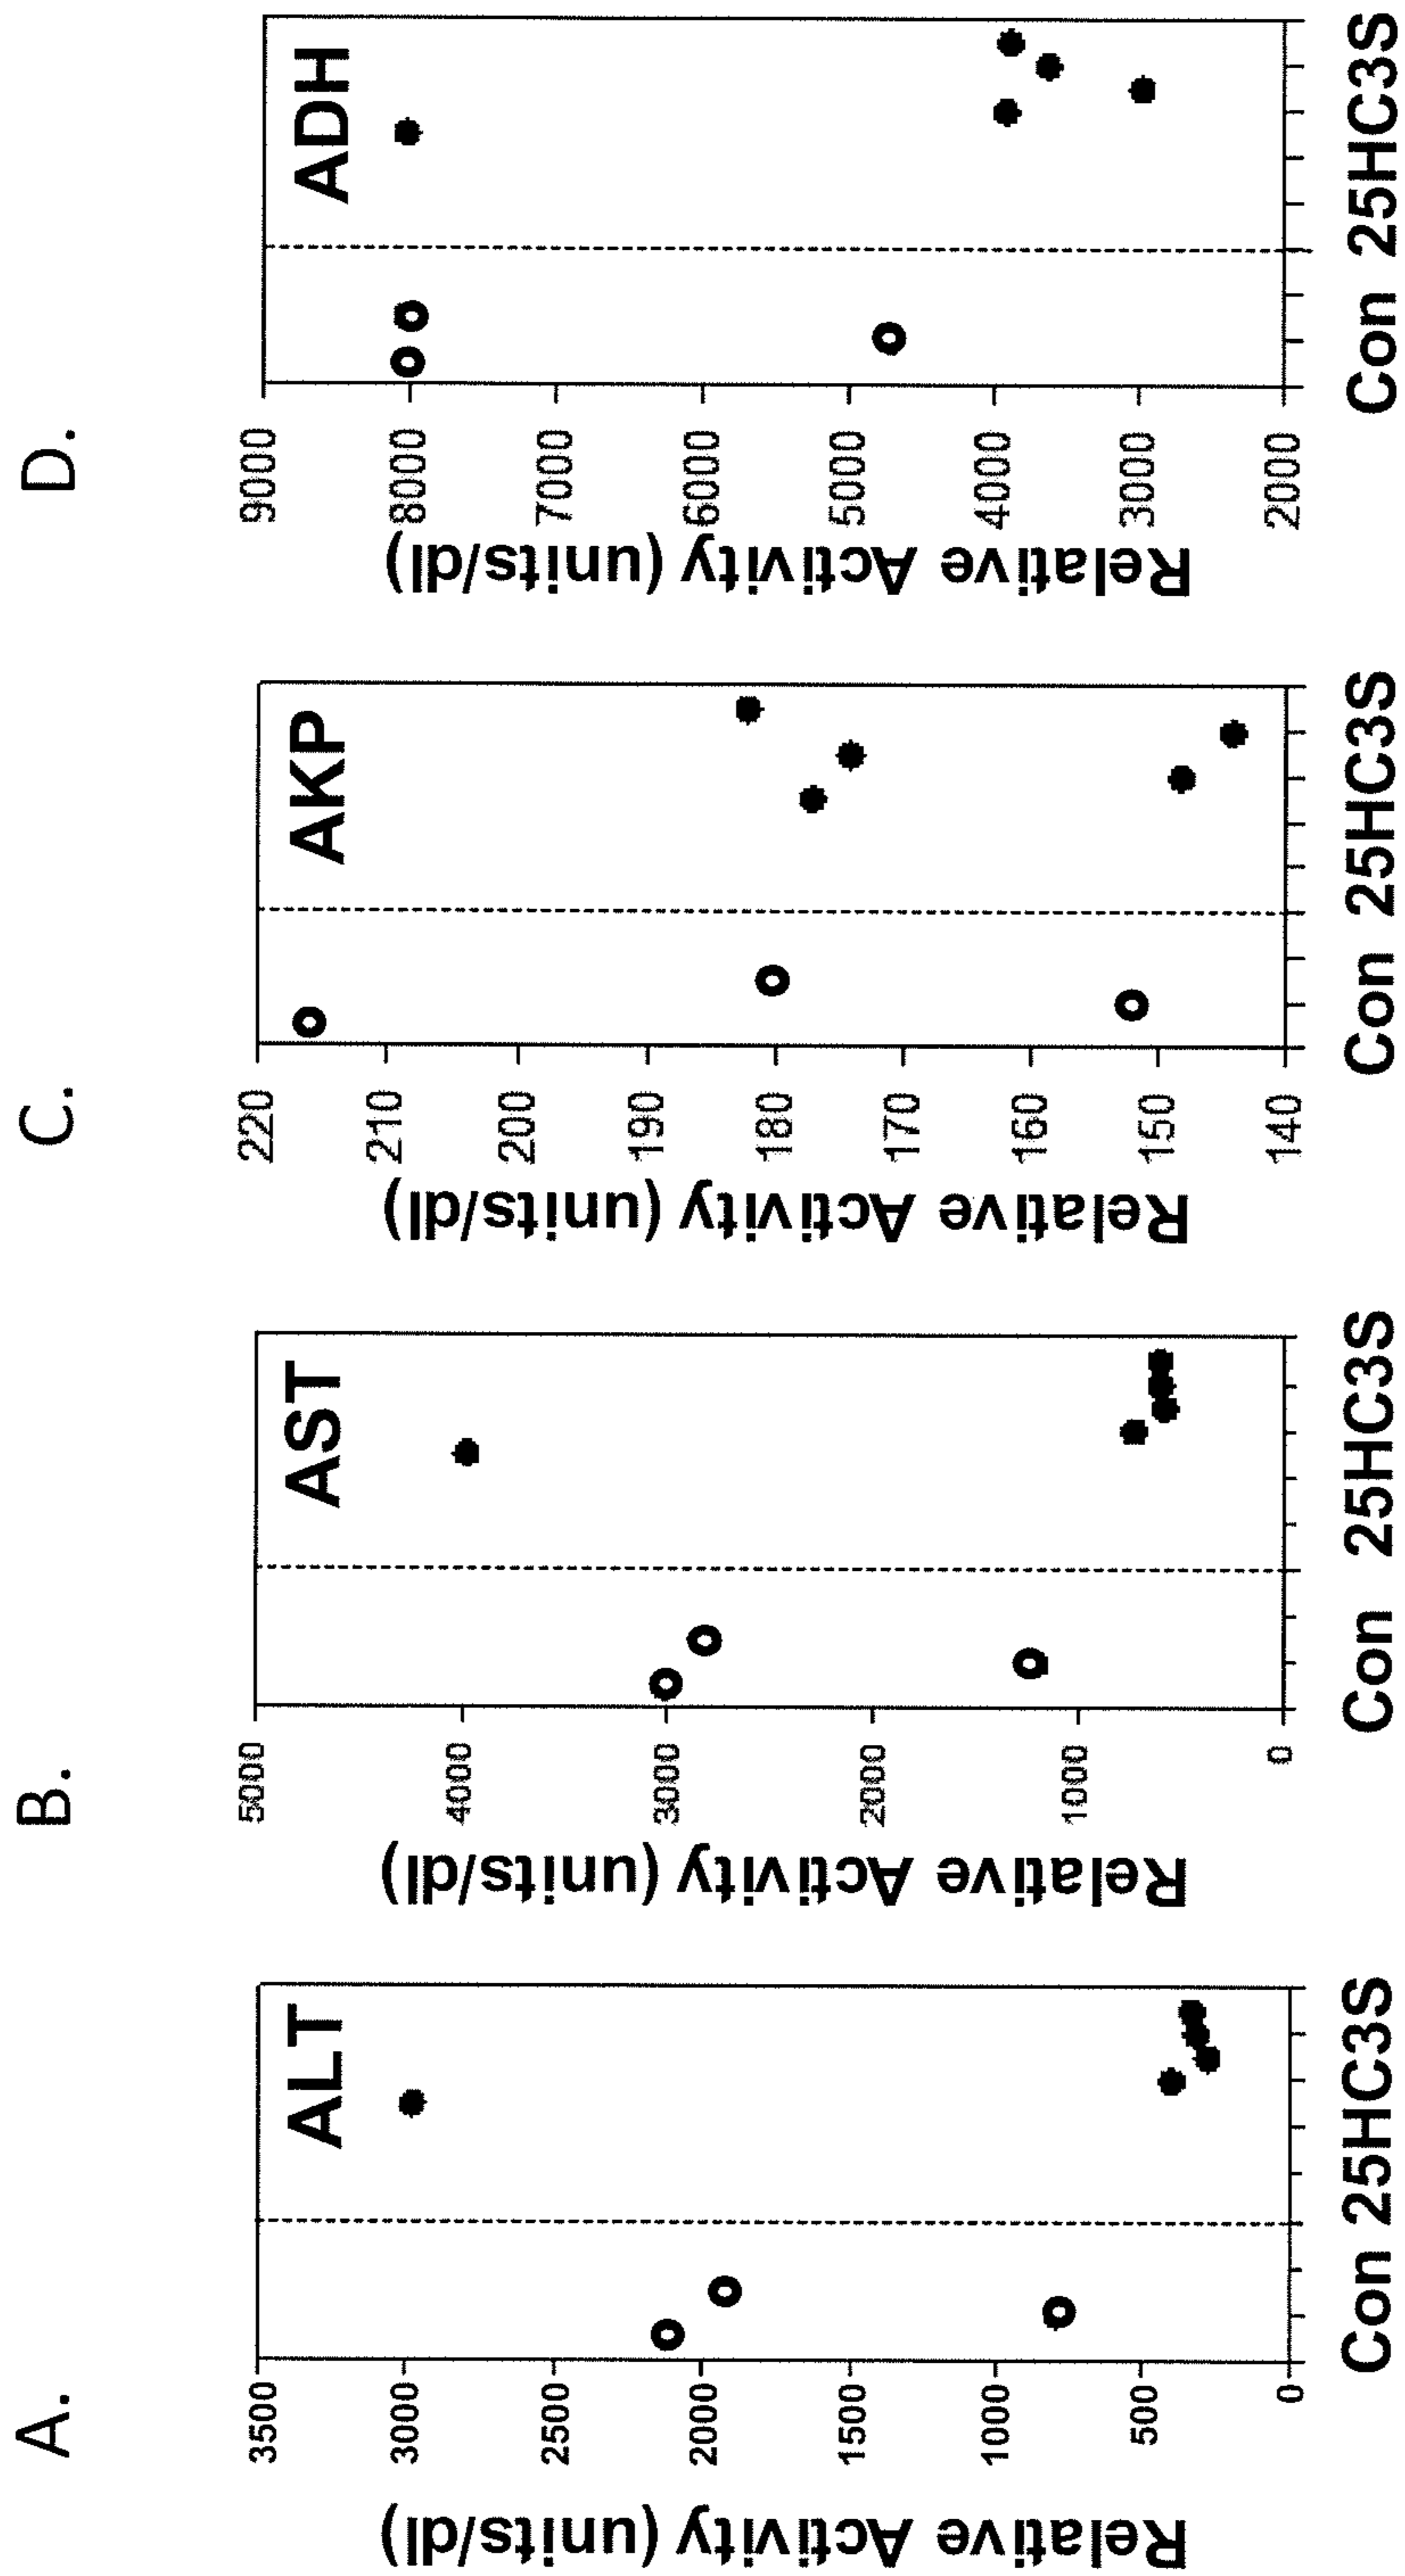 A.
Relative Activity (units/dl)
3500
3000
2500
2000
1500
1000
500
0
ALT
Con 25HC3S
B.
Relative Activity (units/dl)
5000
4000
3000
2000
1000
0
AST
Con 25HC3S
C.
Relative Activity (units/dl)
220
210
200
190
180
170
160
150
140
AKP
Con 25HC3S
D.
Relative Activity (units/dl)
9000
8000
7000
6000
5000
4000
3000
2000
ADH
Con 25HC3S